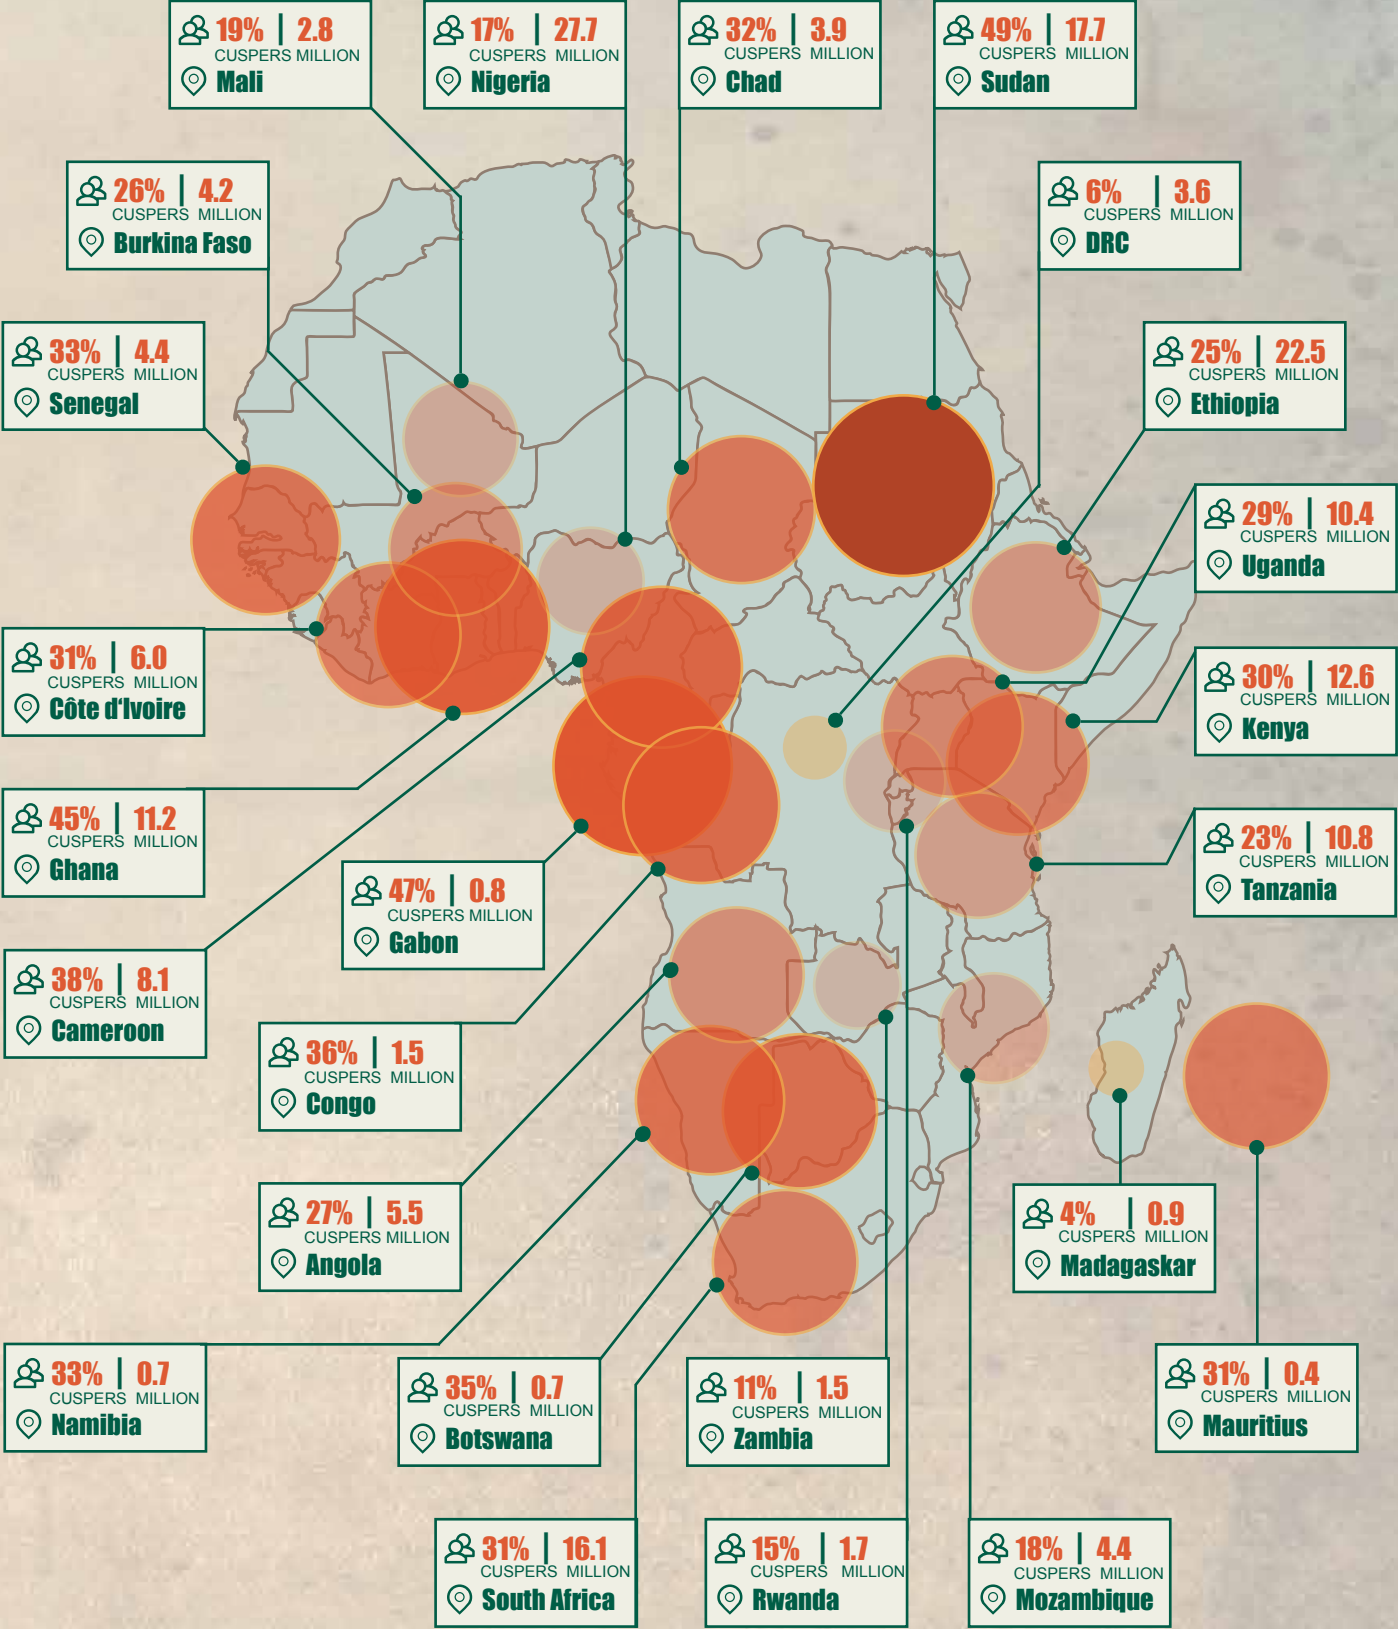 19% | 2.8
CUSPERS MILLION
Mali
17% | 27.7
CUSPERS MILLION
Nigeria
32% | 3.9
CUSPERS MILLION
Chad
49% | 17.7
CUSPERS MILLION
Sudan
26% | 4.2
CUSPERS MILLION
Burkina Faso
6% | 3.6
CUSPERS MILLION
DRC
33% | 4.4
CUSPERS MILLION
Senegal
25% | 22.5
CUSPERS MILLION
Ethiopia
29% | 10.4
CUSPERS MILLION
Uganda
31% | 6.0
CUSPERS MILLION
Côte d‘Ivoire
30% | 12.6
CUSPERS MILLION
Kenya
45% | 11.2
CUSPERS MILLION
Ghana
23% | 10.8
CUSPERS MILLION
Tanzania
47% | 0.8
CUSPERS MILLION
Gabon
38% | 8.1
CUSPERS MILLION
Cameroon
36% | 1.5
CUSPERS MILLION
Congo
27% | 5.5
CUSPERS MILLION
Angola
4% | 0.9
CUSPERS MILLION
Madagaskar
33% | 0.7
CUSPERS MILLION
Namibia
35% | 0.7
CUSPERS MILLION
Botswana
11% | 1.5
CUSPERS MILLION
Zambia
31% | 0.4
CUSPERS MILLION
Mauritius
31% | 16.1
CUSPERS MILLION
South Africa
15% | 1.7
CUSPERS MILLION
Rwanda
18% | 4.4
CUSPERS MILLION
Mozambique